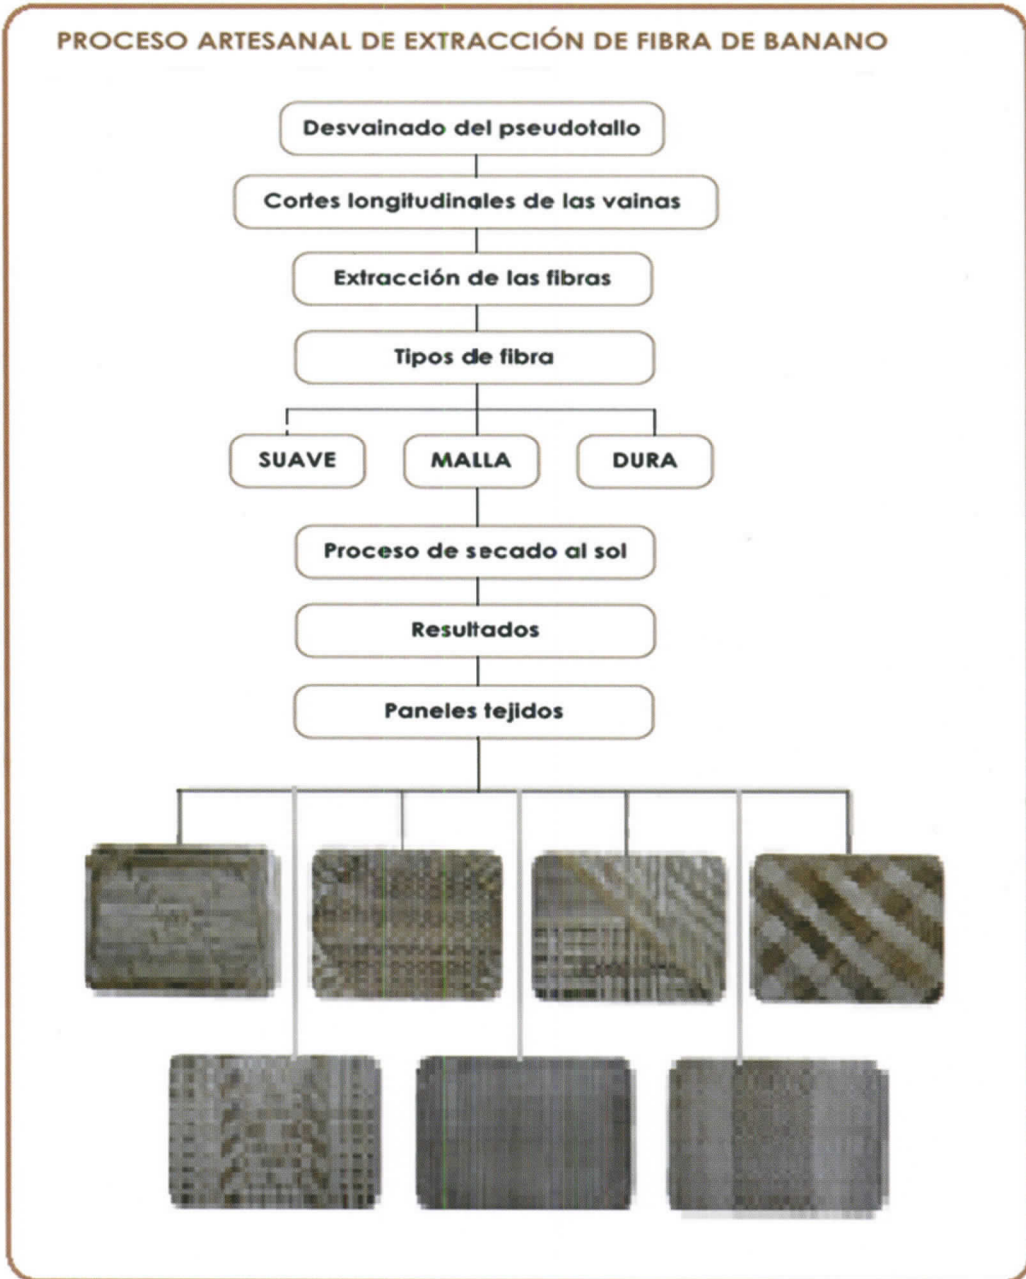 PROCESO ARTESANAL DE EXTRACCIÓN DE FIBRA DE BANANO
Desvainado del pseudotallo
Cortes longitudinales de las vainas
Extracción de las fibras
Tipos de fibra
SUAVE
MALLA
DURA
Proceso de secado al sol
Resultados
Paneles tejidos